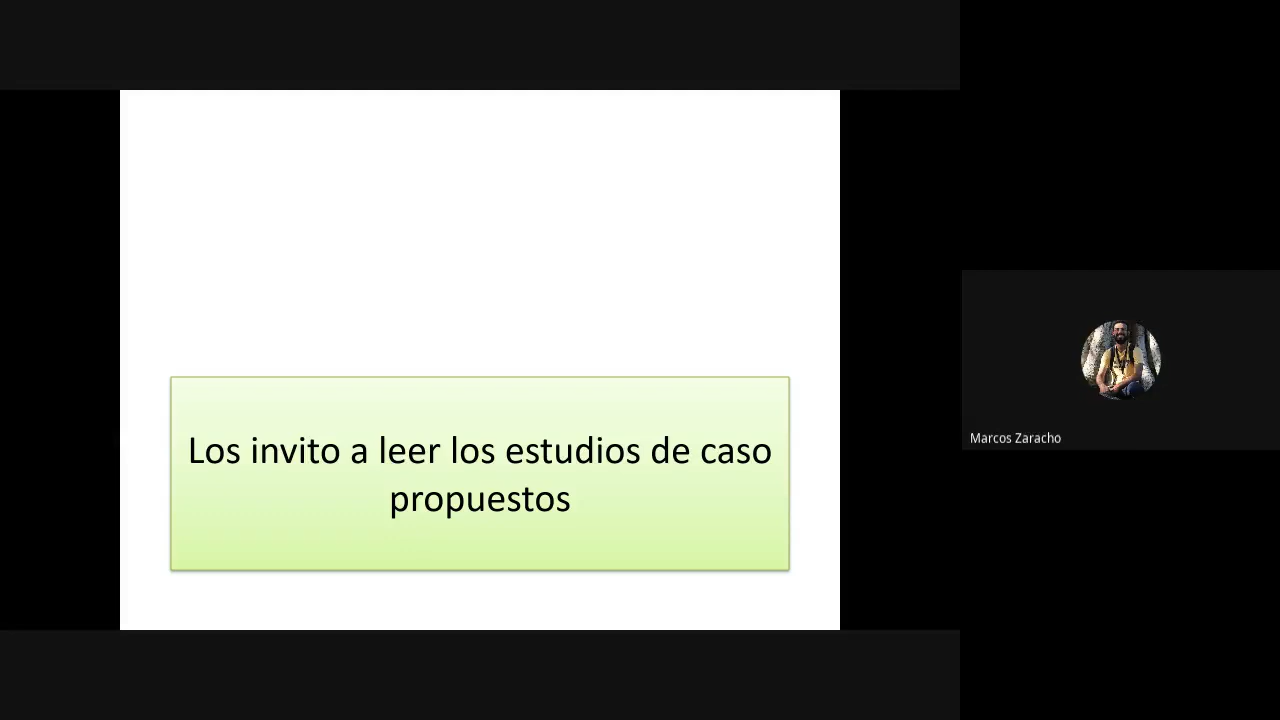 Los invito a leer los estudios de caso
propuestos
Marcos Zaracho